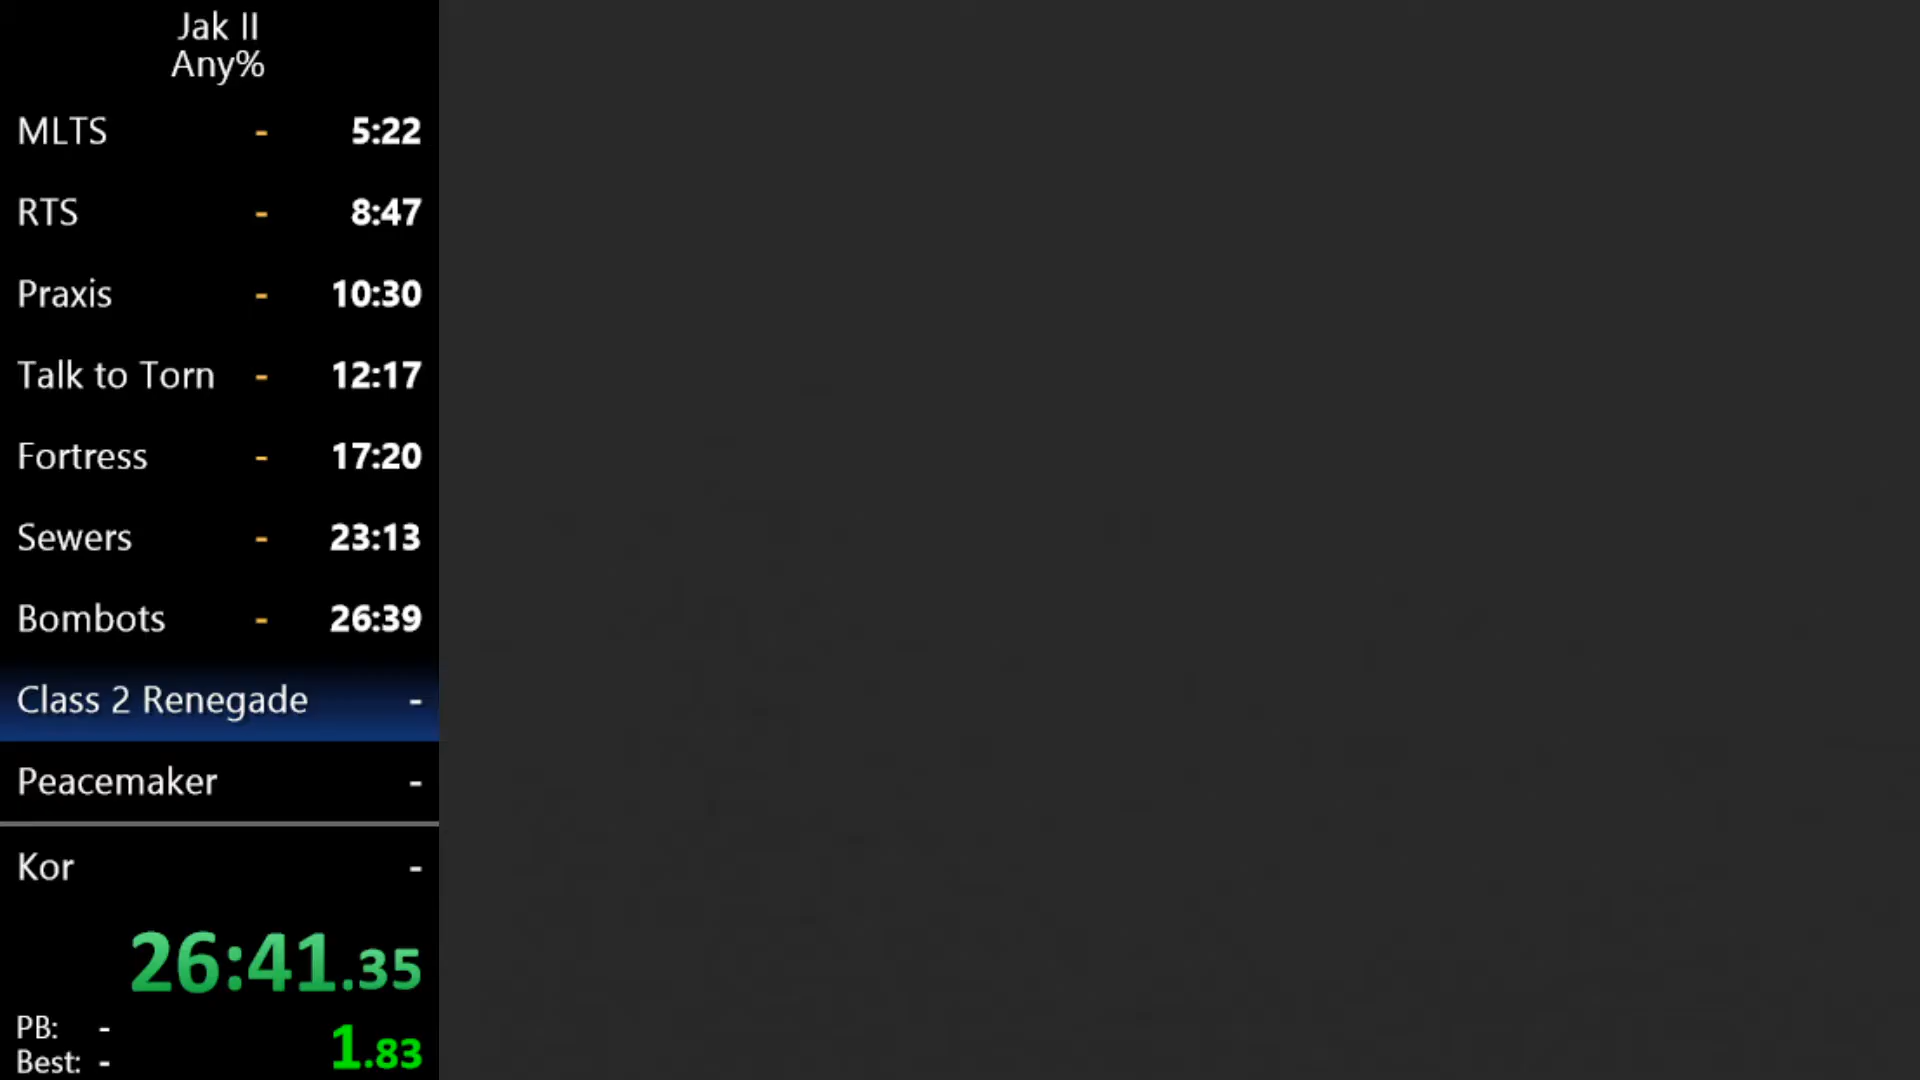 Jak II
Any%
MLTS - 5:22
RTS - 8:47
Praxis - 10:30
Talk to Torn - 12:17
Fortress - 17:20
Sewers - 23:13
Bombots - 26:39
Class 2 Renegade -
Peacemaker -
Kor -
26:41.35
PB: -
Best: - 1.83